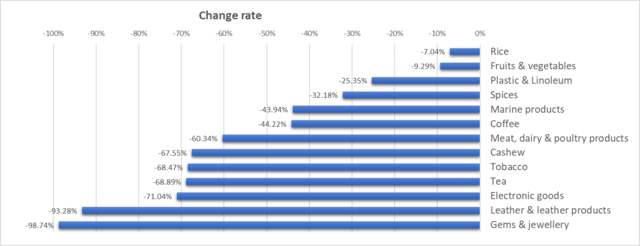 Change rate
-100% -90% -80% -70% -60% -50% -40% -30% -20% -10% 0%
-7.04% Rice
-9.29% Fruits & vegetables
-25.35% Plastic & Linoleum
-32.18% Spices
-43.94% Marine products
-44.22% Coffee
-60.34% Meat, dairy & poultry products
-67.55% Cashew
-68.47% Tobacco
-68.89% Tea
-71.04% Electronic goods
-93.28% Leather & leather products
-98.74% Gems & jewellery